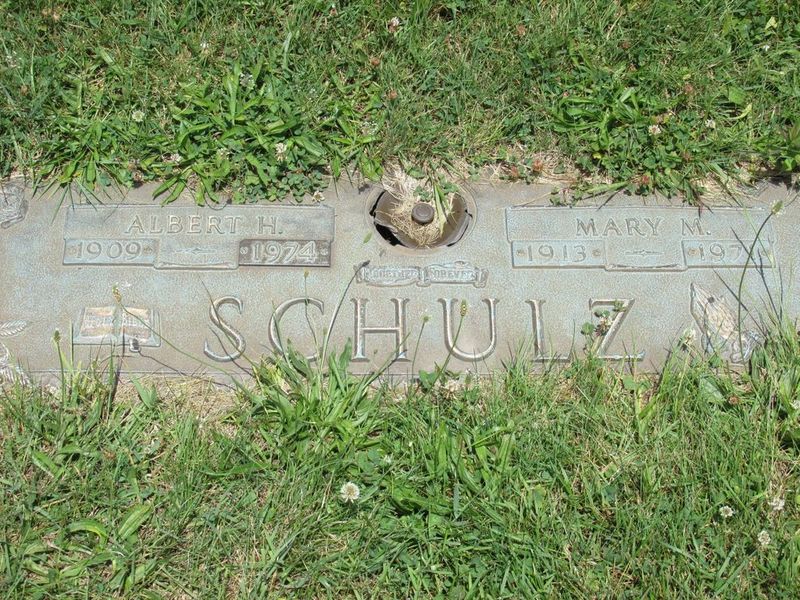 ALBERT H.
1909 1974
MARY M.
1913
TOGETHER FOREVER
SCHULZ